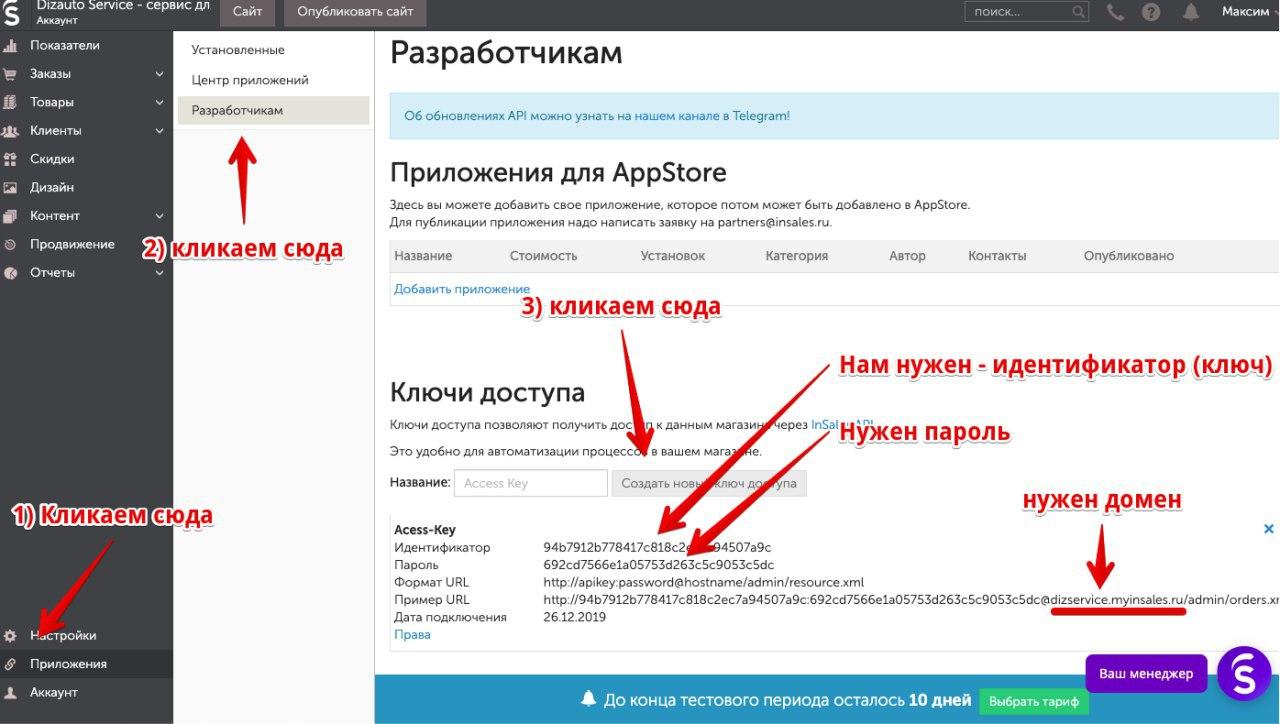 Dizauto Service - сервис дл
Аккаунт
Сайт
Опубликовать сайт
поиск...
Максим
Показатели
Заказы
Товары
Клиенты
Скидки
Дизайн
Контент
Продвижение
Отчеты
Настройки
Приложения
Аккаунт
Установленные
Центр приложений
Разработчикам
1) Кликаем сюда
2) кликаем сюда
Разработчикам
Об обновлениях API можно узнать на нашем канале в Telegram!
Приложения для AppStore
Здесь вы можете добавить свое приложение, которое потом может быть добавлено в AppStore.
Для публикации приложения надо написать заявку на partners@insales.ru.
Название Стоимость Установок Категория Автор Контакты Опубликовано
Добавить приложение
3) кликаем сюда
Нам нужен - идентификатор (ключ)
Ключи доступа
Ключи доступа позволяют получить доступ к данным магазина через InSales API
Нужен пароль
Это удобно для автоматизации процессов в вашем магазине.
Название: Access Key Создать новый ключ доступа
нужен домен
Acess-Key
Идентификатор 94b7912b778417c818c2ec7a94507a9c
Пароль 692cd7566e1a05753d263c5c9053c5dc
Формат URL http://apikey:password@hostname/admin/resource.xml
Пример URL http://94b7912b778417c818c2ec7a94507a9c:692cd7566e1a05753d263c5c9053c5dc@dizservice.myinsales.ru/admin/orders.x
Дата подключения 26.12.2019
Права
Ваш менеджер
До конца тестового периода осталось 10 дней Выбрать тариф